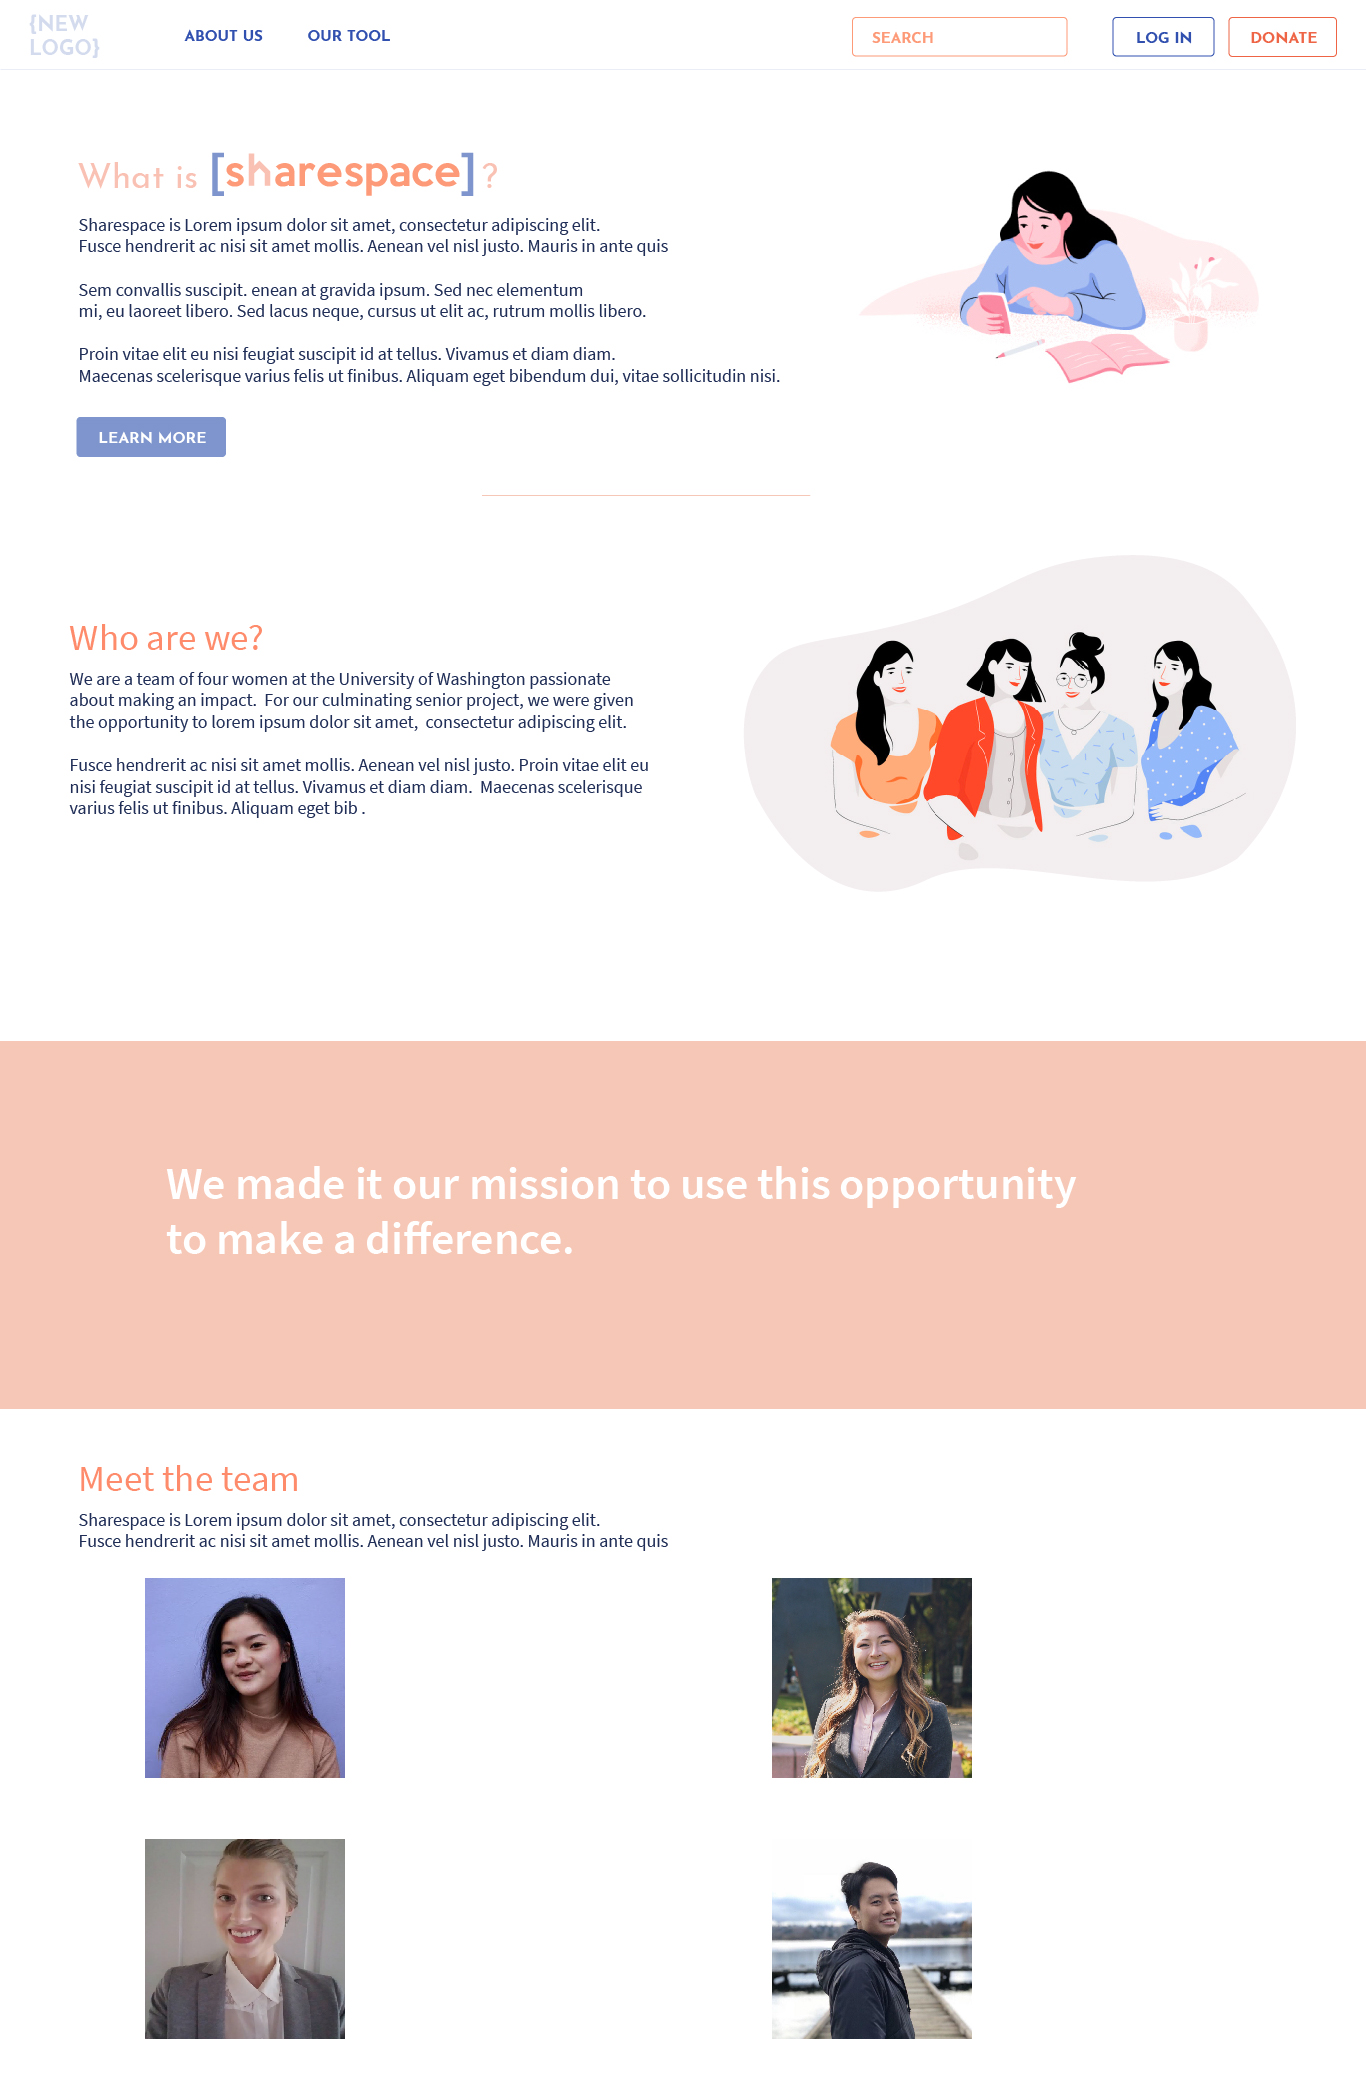 {NEW
LOGO}
ABOUT US
OUR TOOL
SEARCH
LOG IN
DONATE
What is [sharespace] ?
Sharespace is Lorem ipsum dolor sit amet, consectetur adipiscing elit.
Fusce hendrerit ac nisi sit amet mollis. Aenean vel nisl justo. Mauris in ante quis
Sem convallis suscipit. enean at gravida ipsum. Sed nec elementum
mi, eu laoreet libero. Sed lacus neque, cursus ut elit ac, rutrum mollis libero.
Proin vitae elit eu nisi feugiat suscipit id at tellus. Vivamus et diam diam.
Maecenas scelerisque varius felis ut finibus. Aliquam eget bibendum dui, vitae sollicitudin nisi.
LEARN MORE
Who are we?
We are a team of four women at the University of Washington passionate
about making an impact.  For our culminating senior project, we were given
the opportunity to lorem ipsum dolor sit amet,  consectetur adipiscing elit.
Fusce hendrerit ac nisi sit amet mollis. Aenean vel nisl justo. Proin vitae elit eu
nisi feugiat suscipit id at tellus. Vivamus et diam diam.  Maecenas scelerisque
varius felis ut finibus. Aliquam eget bib .
We made it our mission to use this opportunity
to make a difference.
Meet the team
Sharespace is Lorem ipsum dolor sit amet, consectetur adipiscing elit.
Fusce hendrerit ac nisi sit amet mollis. Aenean vel nisl justo. Mauris in ante quis